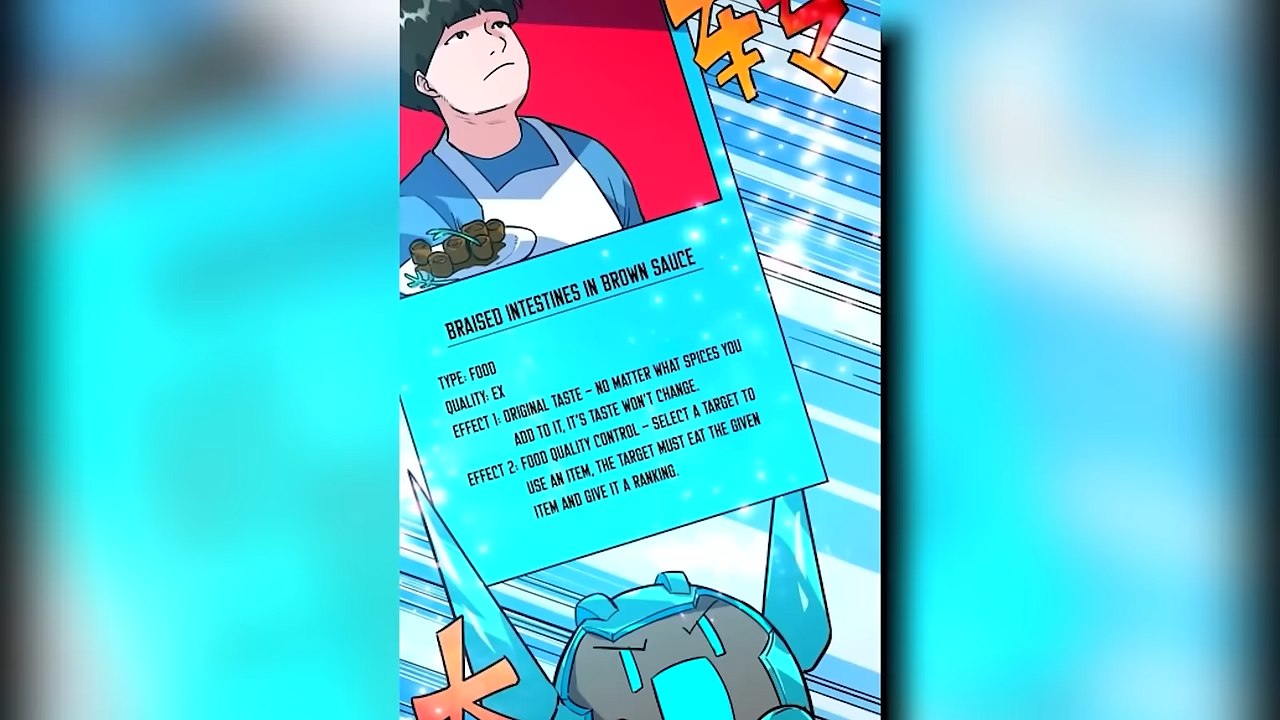 BRAISED INTESTINES IN BROWN SAUCE
TYPE: FOOD
QUALITY: EX
EFFECT 1: ORIGINAL TASTE – NO MATTER WHAT SPICES YOU
ADD TO IT, IT'S TASTE WON'T CHANGE.
EFFECT 2: FOOD QUALITY CONTROL – SELECT A TARGET TO
USE AN ITEM, THE TARGET MUST EAT THE GIVEN
ITEM AND GIVE IT A RANKING.